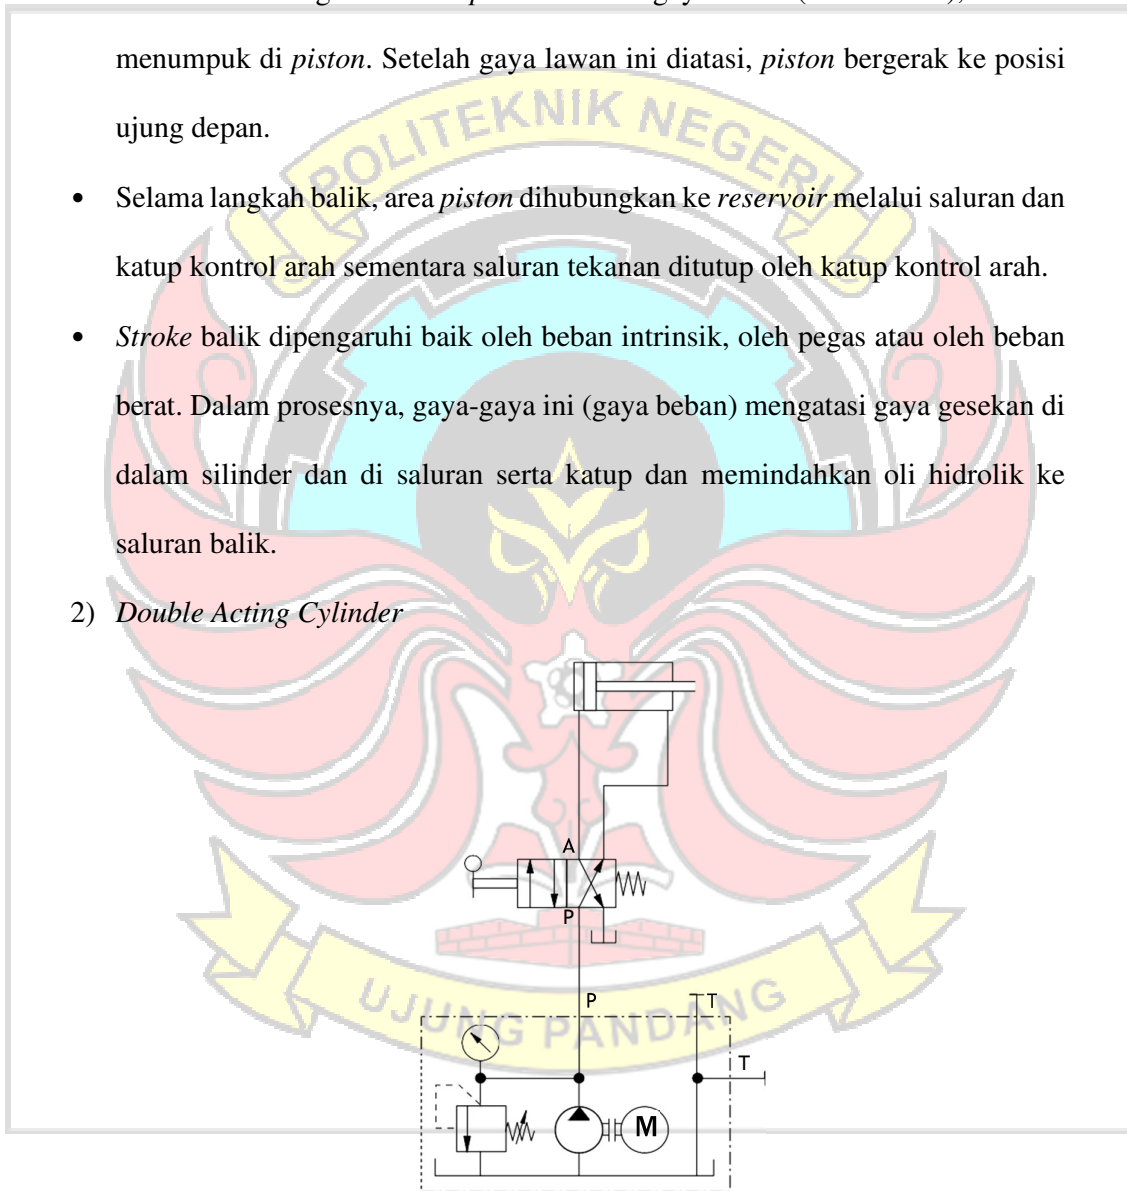 menumpuk di piston. Setelah gaya lawan ini diatasi, piston bergerak ke posisi
ujung depan.
• Selama langkah balik, area piston dihubungkan ke reservoir melalui saluran dan
katup kontrol arah sementara saluran tekanan ditutup oleh katup kontrol arah.
• Stroke balik dipengaruhi baik oleh beban intrinsik, oleh pegas atau oleh beban
berat. Dalam prosesnya, gaya-gaya ini (gaya beban) mengatasi gaya gesekan di
dalam silinder dan di saluran serta katup dan memindahkan oli hidrolik ke
saluran balik.
2) Double Acting Cylinder
A
P
P
T
T
M
POLITEKNIK NEGERI
UJUNG PANDANG